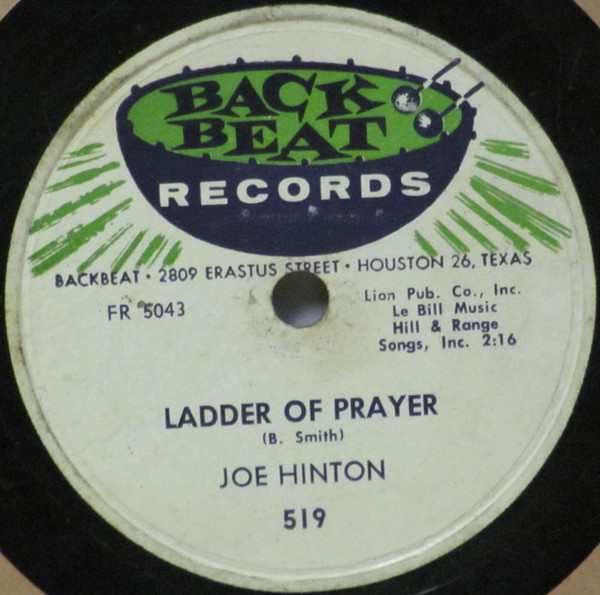 BACK
BEAT
RECORDS
BACKBEAT • 2809 ERASTUS STREET • HOUSTON 26, TEXAS
FR 5043
Lion Pub. Co., Inc.
Le Bill Music
Hill & Range
Songs, Inc. 2:16
LADDER OF PRAYER
(B. Smith)
JOE HINTON
519